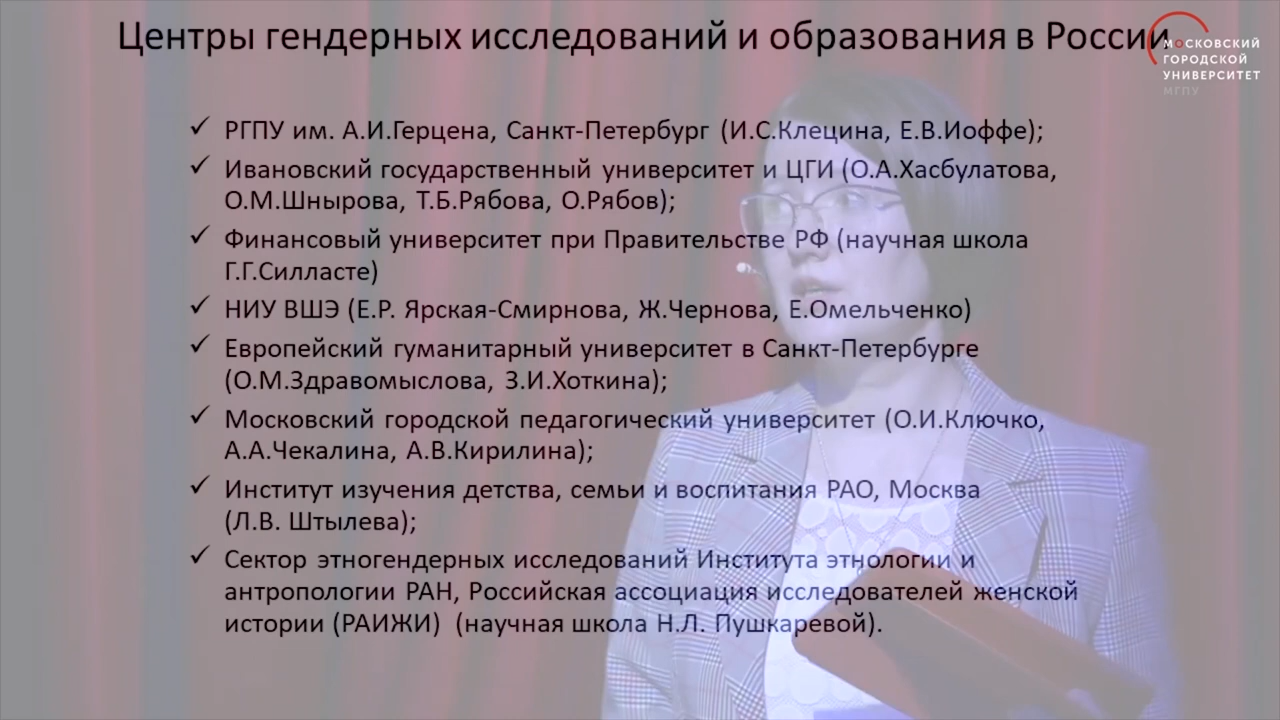 Центры гендерных исследований и образования в России
МОСКОВСКИЙ
ГОРОДСКОЙ
УНИВЕРСИТЕТ
МГПУ
✓ РГПУ им. А.И.Герцена, Санкт-Петербург (И.С.Клецина, Е.В.Иоффе);
✓ Ивановский государственный университет и ЦГИ (О.А.Хасбулатова,
О.М.Шнырова, Т.Б.Рябова, О.Рябов);
✓ Финансовый университет при Правительстве РФ (научная школа
Г.Г.Силласте)
✓ НИУ ВШЭ (Е.Р. Ярская-Смирнова, Ж.Чернова, Е.Омельченко)
✓ Европейский гуманитарный университет в Санкт-Петербурге
(О.М.Здравомыслова, З.И.Хоткина);
✓ Московский городской педагогический университет (О.И.Ключко,
А.А.Чекалина, А.В.Кирилина);
✓ Институт изучения детства, семьи и воспитания РАО, Москва
(Л.В. Штылева);
✓ Сектор этногендерных исследований Института этнологии и
антропологии РАН, Российская ассоциация исследователей женской
истории (РАИЖИ) (научная школа Н.Л. Пушкаревой).